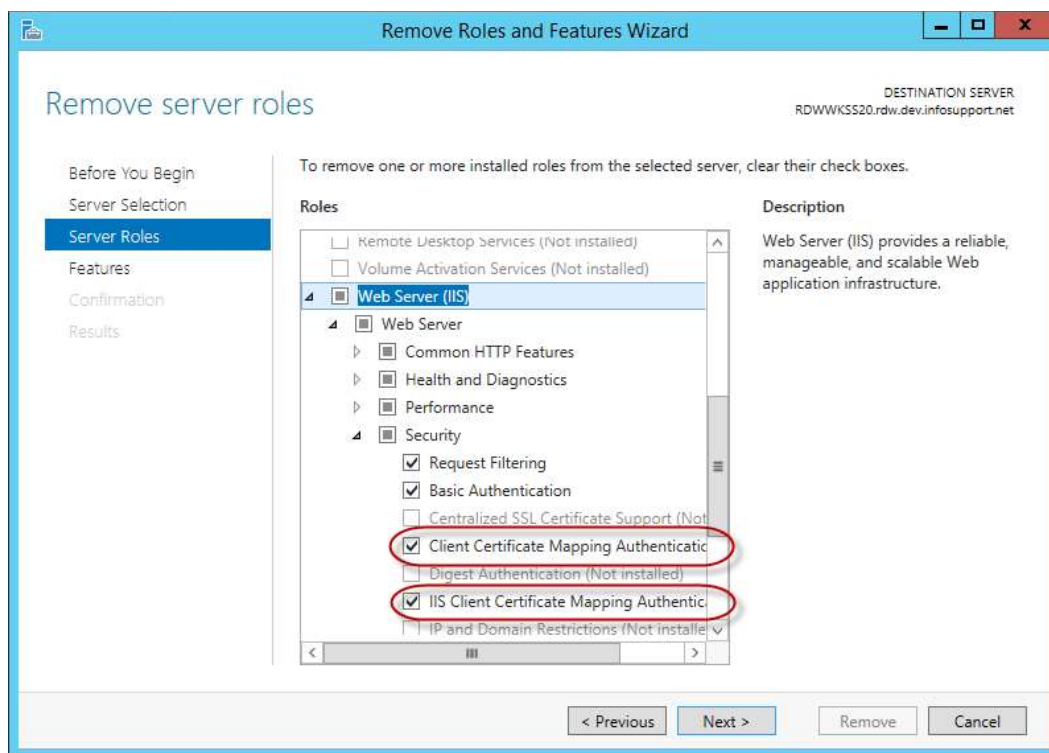 Remove Roles and Features Wizard
Remove server roles
DESTINATION SERVER
RDWWKSS20.rdw.dev.infosupport.net
Before You Begin
Server Selection
Server Roles
Features
Confirmation
Results
To remove one or more installed roles from the selected server, clear their check boxes.
Roles
Remote Desktop Services (Not installed)
Volume Activation Services (Not installed)
Web Server (IIS)
Web Server
Common HTTP Features
Health and Diagnostics
Performance
Security
Request Filtering
Basic Authentication
Centralized SSL Certificate Support (Not
Client Certificate Mapping Authenticatic
Digest Authentication (Not installed)
IIS Client Certificate Mapping Authentic
IP and Domain Restrictions (Not installe
Description
Web Server (IIS) provides a reliable,
manageable, and scalable Web
application infrastructure.
< Previous
Next >
Remove
Cancel